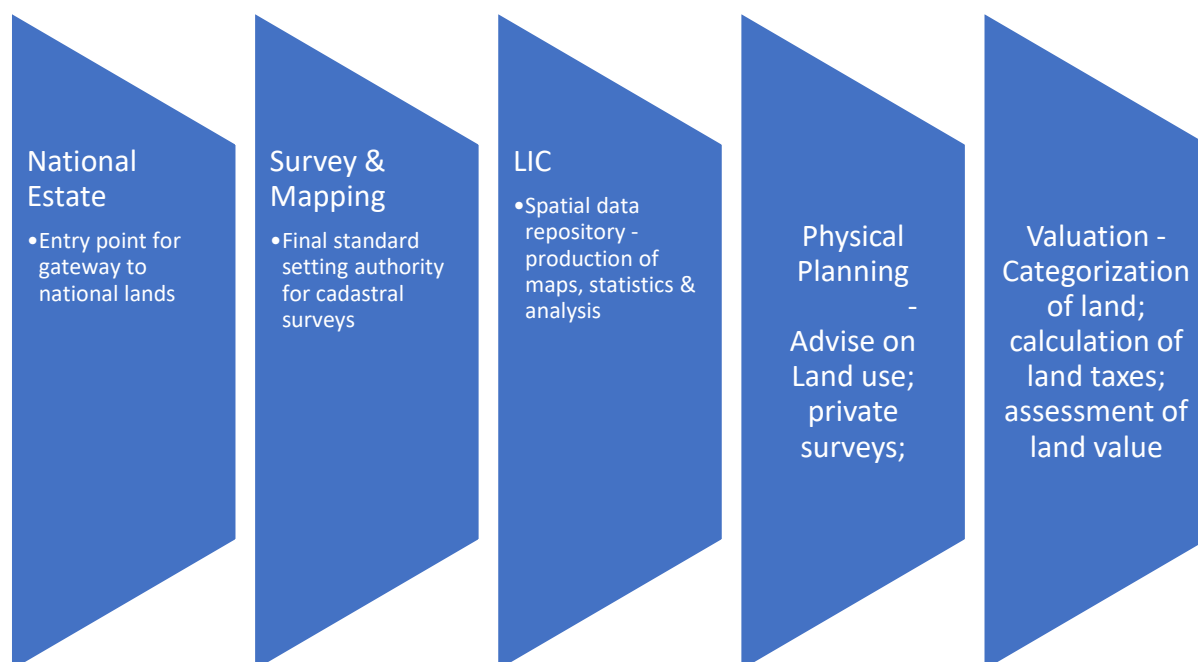 National
Estate
•Entry point for
gateway to
national lands
Survey &
Mapping
•Final standard
setting authority
for cadastral
surveys
LIC
•Spatial data
repository -
production of
maps, statistics &
analysis
Physical
Planning
-
Advise on
Land use;
private
surveys;
Valuation -
Categorization
of land;
calculation of
land taxes;
assessment of
land value